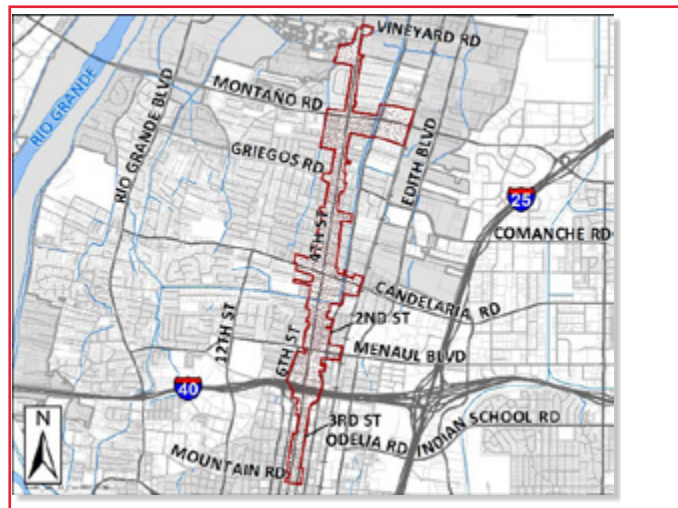 VINEYARD RD
RIO GRANDE
RIO GRANDE BLVD
MONTAÑO RD
GRIEGOS RD
EDITH BLVD
25
4TH ST
COMANCHE RD
CANDELARIA RD
2ND ST
12TH ST
6TH ST
MENAUL BLVD
40
N
3RD ST
ODELIA RD
INDIAN SCHOOL RD
MOUNTAIN RD